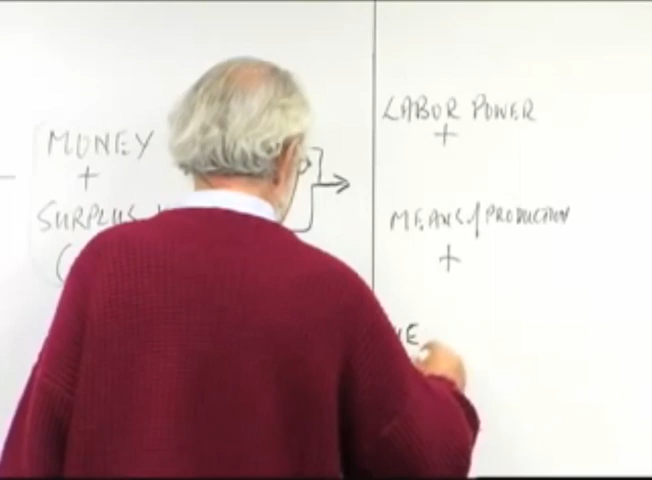 MONEY
+
SURPLUS
(
LABOR POWER
+
MEANS of PRODUCTION
+